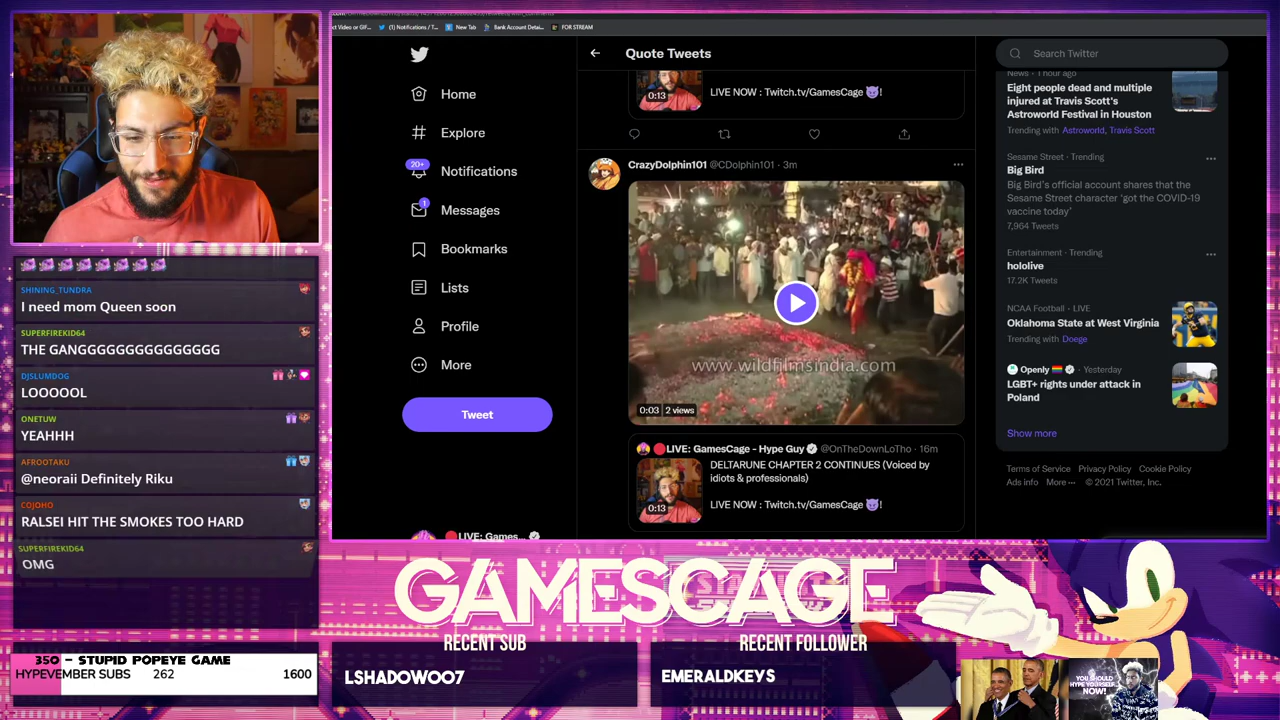 ct Video or GIF...
(1) Notifications / T...
New Tab
Bank Account Detai...
FOR STREAM
SHINING_TUNDRA
I need mom Queen soon
SUPERFIREKID64
THE GANGGGGGGGGGGGGGGG
DJSLUMDOG
LOOOOOL
ONETUW
YEAHHH
AFROOTAKU
@neoraii Definitely Riku
COJOHO
RALSEI HIT THE SMOKES TOO HARD
SUPERFIREKID64
OMG
Home
Explore
20+
Notifications
1
Messages
Bookmarks
Lists
Profile
More
Tweet
LIVE: Games...
Quote Tweets
0:13
LIVE NOW : Twitch.tv/GamesCage 😈!
CrazyDolphin101 @CDolphin101 · 3m
www.wildfilmsindia.com
0:03 | 2 views
🔴LIVE: GamesCage - Hype Guy @OnTheDownLoTho · 16m
DELTARUNE CHAPTER 2 CONTINUES (Voiced by
idiots & professionals)
0:13
LIVE NOW : Twitch.tv/GamesCage 😈!
Search Twitter
News · 1 hour ago
Eight people dead and multiple
injured at Travis Scott's
Astroworld Festival in Houston
Trending with Astroworld, Travis Scott
Sesame Street · Trending
Big Bird
Big Bird's official account shares that the
Sesame Street character 'got the COVID-19
vaccine today'
7,964 Tweets
Entertainment · Trending
hololive
17.2K Tweets
NCAA Football · LIVE
Oklahoma State at West Virginia
Trending with Doege
Openly 🏳️‍🌈 · Yesterday
LGBT+ rights under attack in
Poland
Show more
Terms of Service Privacy Policy Cookie Policy
Ads info More ··· © 2021 Twitter, Inc.
GAMESCAGE
RECENT SUB
LSHADOW007
RECENT FOLLOWER
EMERALDKEYS
350 - STUPID POPEYE GAME
HYPEVEMBER SUBS 262 1600
YOU SHOULD
HYPE YOURSELF
NOW!